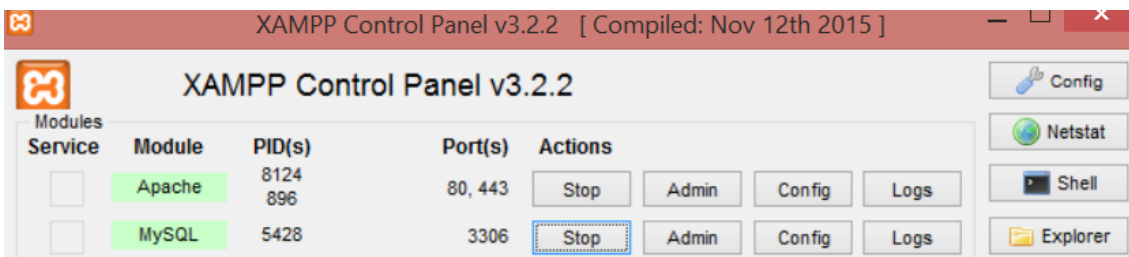 XAMPP Control Panel v3.2.2 [ Compiled: Nov 12th 2015 ]
XAMPP Control Panel v3.2.2
Config
Modules
Service Module PID(s) Port(s) Actions
Netstat
Apache 8124 896 80, 443 Stop Admin Config Logs
Shell
MySQL 5428 3306 Stop Admin Config Logs
Explorer